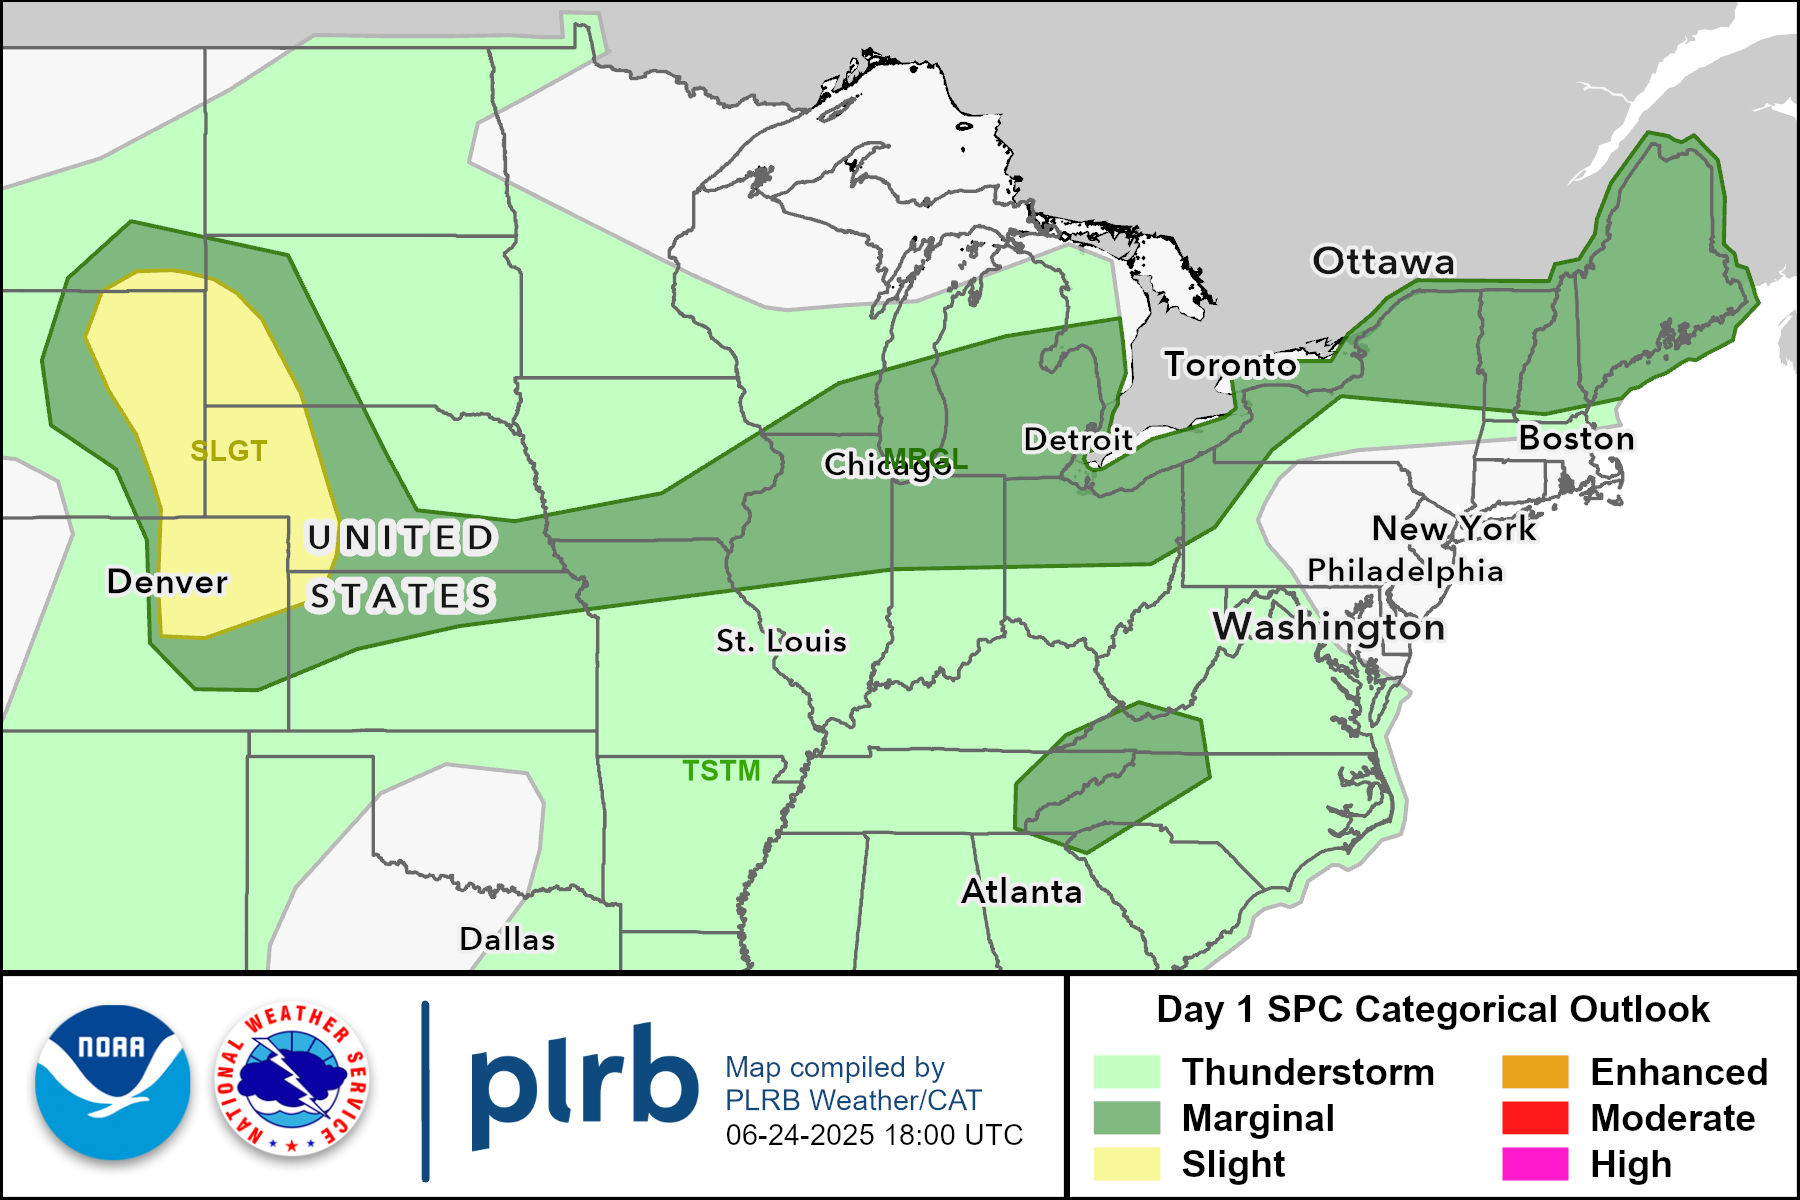 Ottawa
Toronto
Detroit
Boston
SLGT
Chicago
MRGL
New York
UNITED
STATES
Denver
Philadelphia
Washington
St. Louis
TSTM
Atlanta
Dallas
NOAA
NATIONAL WEATHER SERVICE
plrb
Map compiled by
PLRB Weather/CAT
06-24-2025 18:00 UTC
Day 1 SPC Categorical Outlook
Thunderstorm
Marginal
Slight
Enhanced
Moderate
High